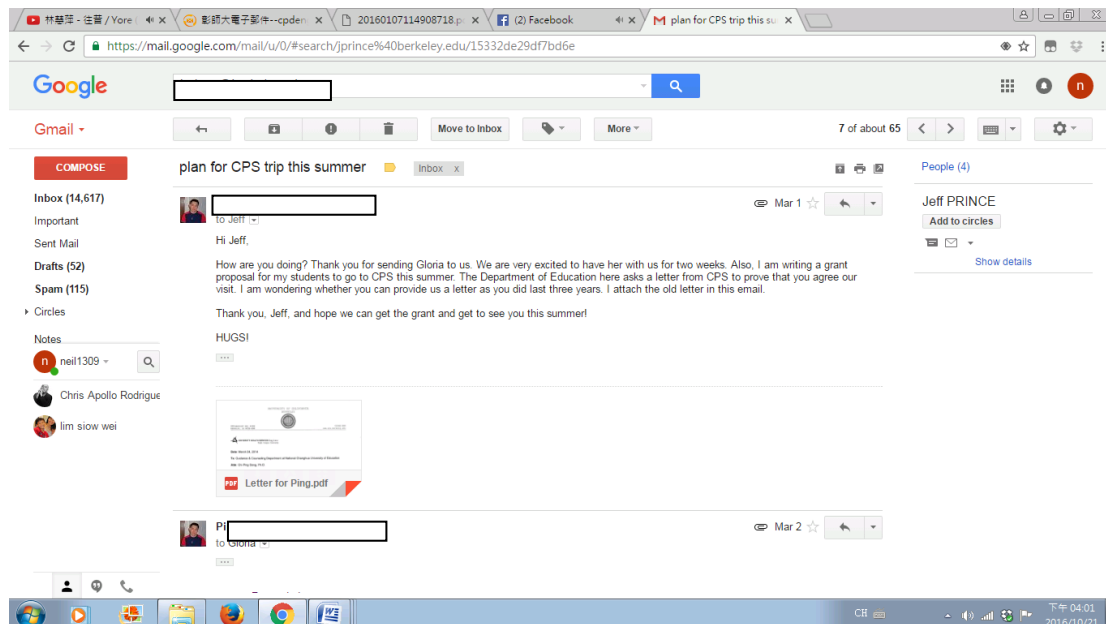 林慧萍 - 往昔 / Yore
彰師大電子郵件--cpden
20160107114908718.p
(2) Facebook
plan for CPS trip this su
https://mail.google.com/mail/u/0/#search/jprince%40berkeley.edu/15332de29df7bd6e
Google
n
Gmail
Move to Inbox
More
7 of about 65
COMPOSE
plan for CPS trip this summer
Inbox x
People (4)
Inbox (14,617)
Important
Sent Mail
Drafts (52)
Spam (115)
Circles
Notes
n neil1309
Chris Apollo Rodrigue
lim siow wei
Mar 1
to Jeff
Jeff PRINCE
Add to circles
Show details
Hi Jeff,
How are you doing? Thank you for sending Gloria to us. We are very excited to have her with us for two weeks. Also, I am writing a grant
proposal for my students to go to CPS this summer. The Department of Education here asks a letter from CPS to prove that you agree our
visit. I am wondering whether you can provide us a letter as you did last three years. I attach the old letter in this email.
Thank you, Jeff, and hope we can get the grant and get to see you this summer!
HUGS!
PDF Letter for Ping.pdf
Pi
Mar 2
to Gloria
CH
下午 04:01
2016/10/21